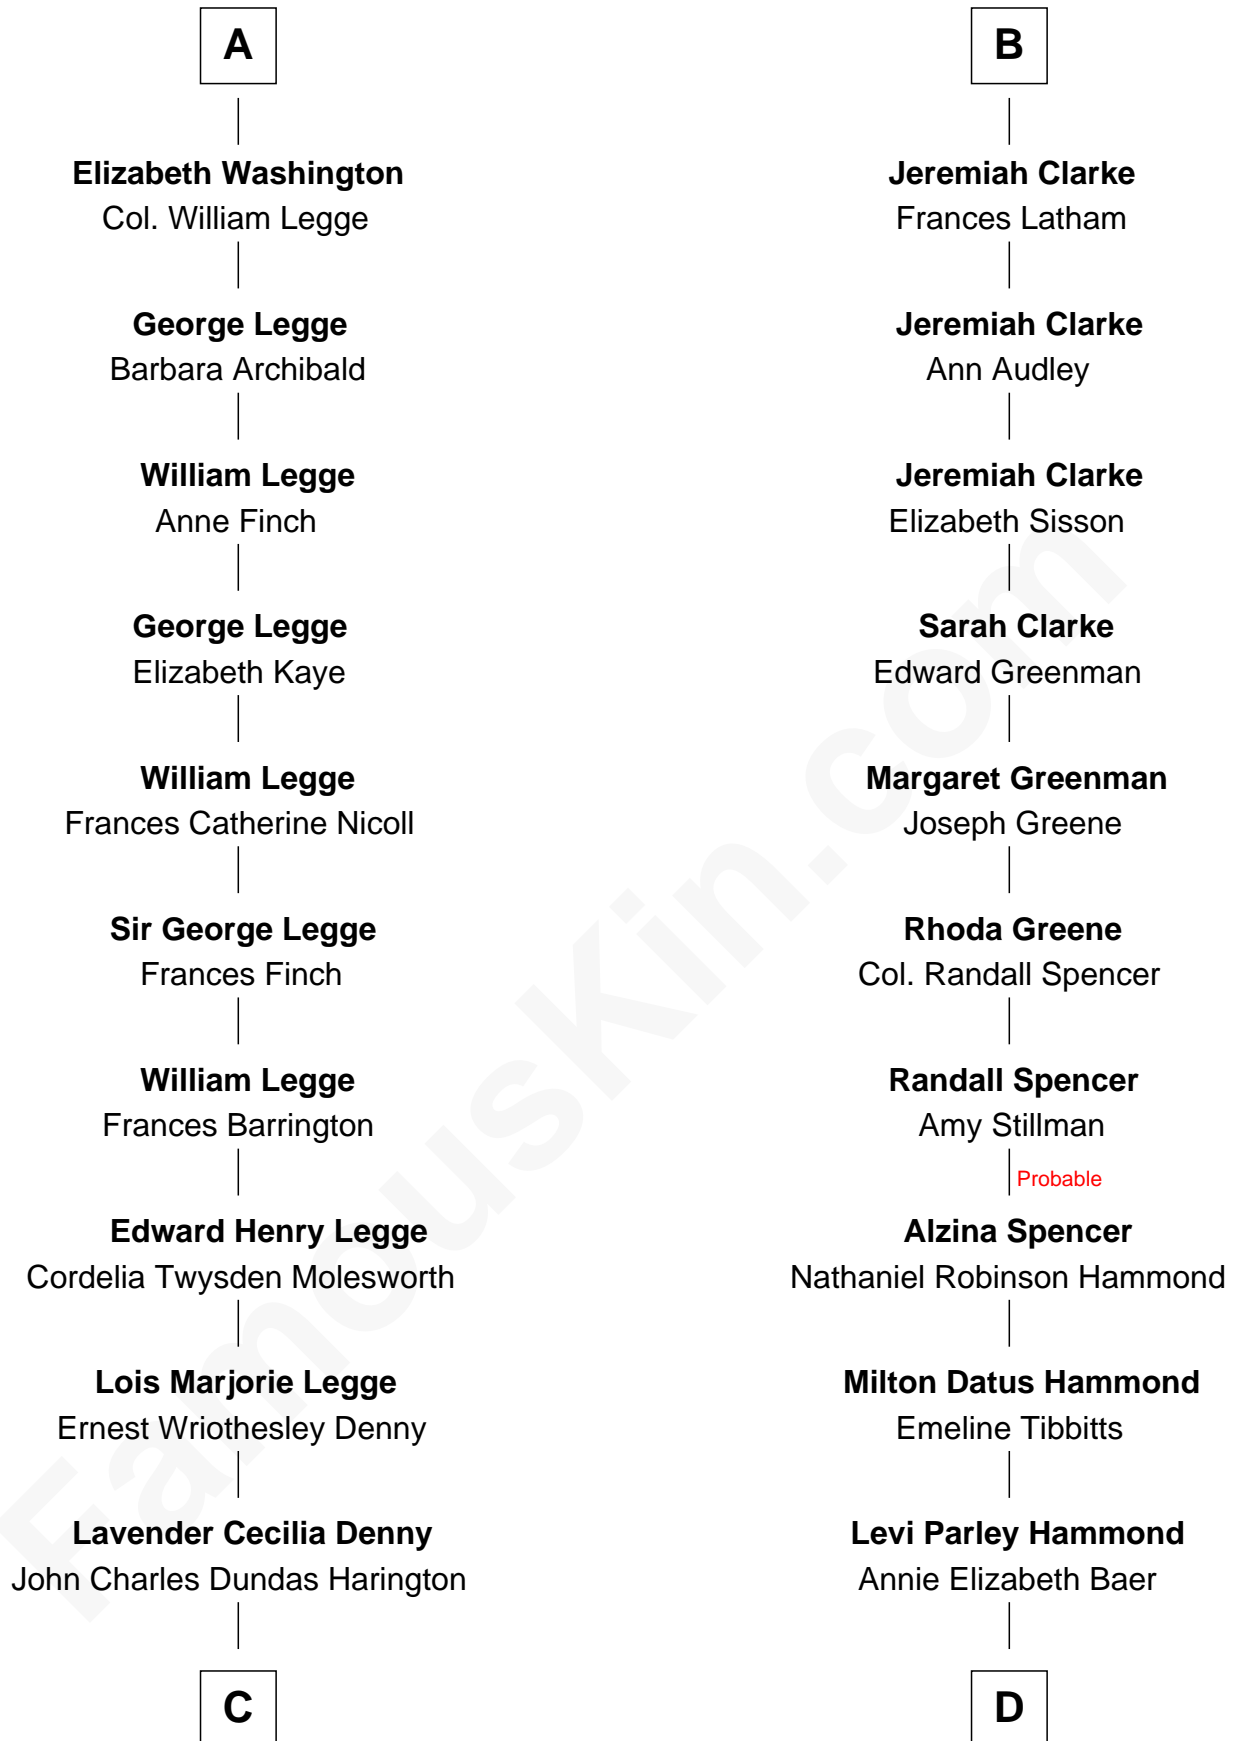 A
Elizabeth Washington
Col. William Legge
George Legge
Barbara Archibald
William Legge
Anne Finch
George Legge
Elizabeth Kaye
William Legge
Frances Catherine Nicoll
Sir George Legge
Frances Finch
William Legge
Frances Barrington
Edward Henry Legge
Cordelia Twysden Molesworth
Lois Marjorie Legge
Ernest Wriothesley Denny
Lavender Cecilia Denny
John Charles Dundas Harington
C
B
Jeremiah Clarke
Frances Latham
Jeremiah Clarke
Ann Audley
Jeremiah Clarke
Elizabeth Sisson
Sarah Clarke
Edward Greenman
Margaret Greenman
Joseph Greene
Rhoda Greene
Col. Randall Spencer
Randall Spencer
Amy Stillman
Probable
Alzina Spencer
Nathaniel Robinson Hammond
Milton Datus Hammond
Emeline Tibbitts
Levi Parley Hammond
Annie Elizabeth Baer
D
FamousKin.com